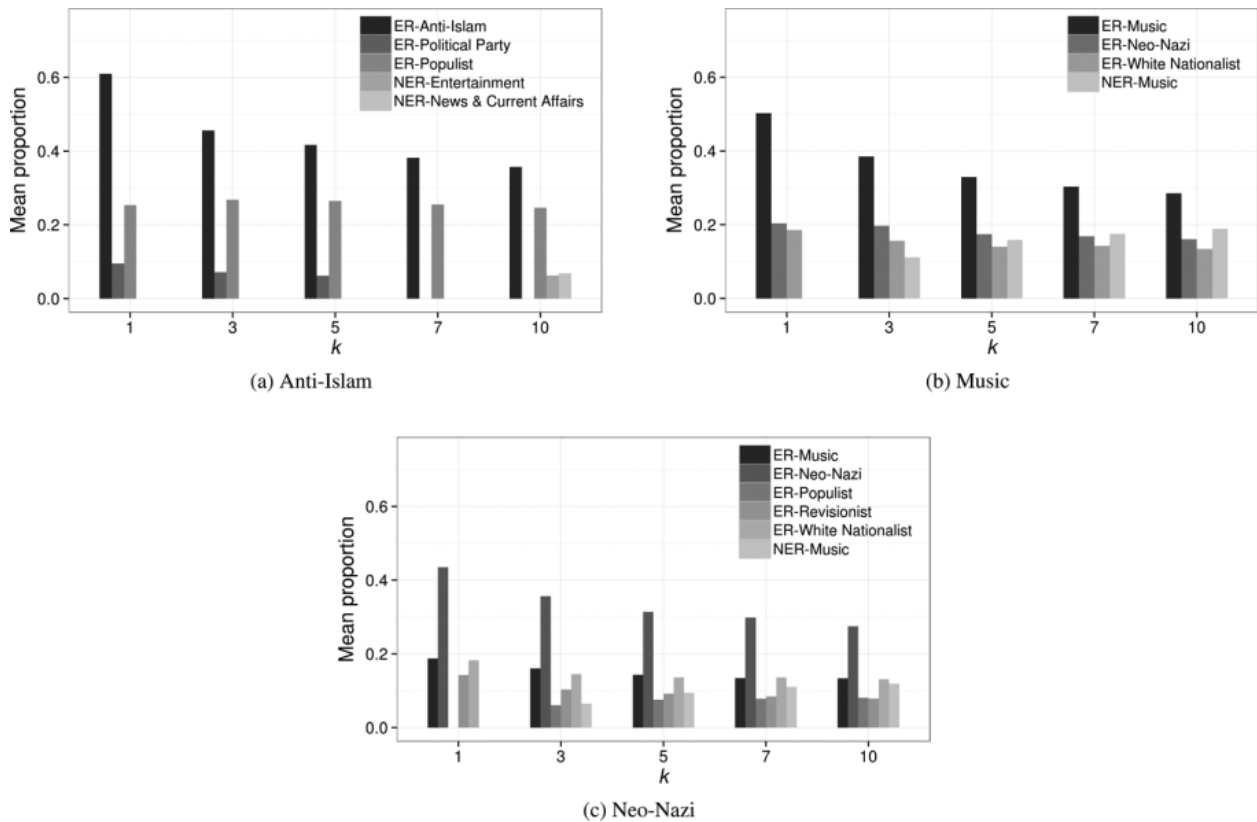 ER-Anti-Islam
ER-Political Party
ER-Populist
NER-Entertainment
NER-News & Current Affairs
Mean proportion
0.6
0.4
0.2
0.0
1 3 5 7 10
k
(a) Anti-Islam
ER-Music
ER-Neo-Nazi
ER-White Nationalist
NER-Music
Mean proportion
0.6
0.4
0.2
0.0
1 3 5 7 10
k
(b) Music
ER-Music
ER-Neo-Nazi
ER-Populist
ER-Revisionist
ER-White Nationalist
NER-Music
Mean proportion
0.6
0.4
0.2
0.0
1 3 5 7 10
k
(c) Neo-Nazi